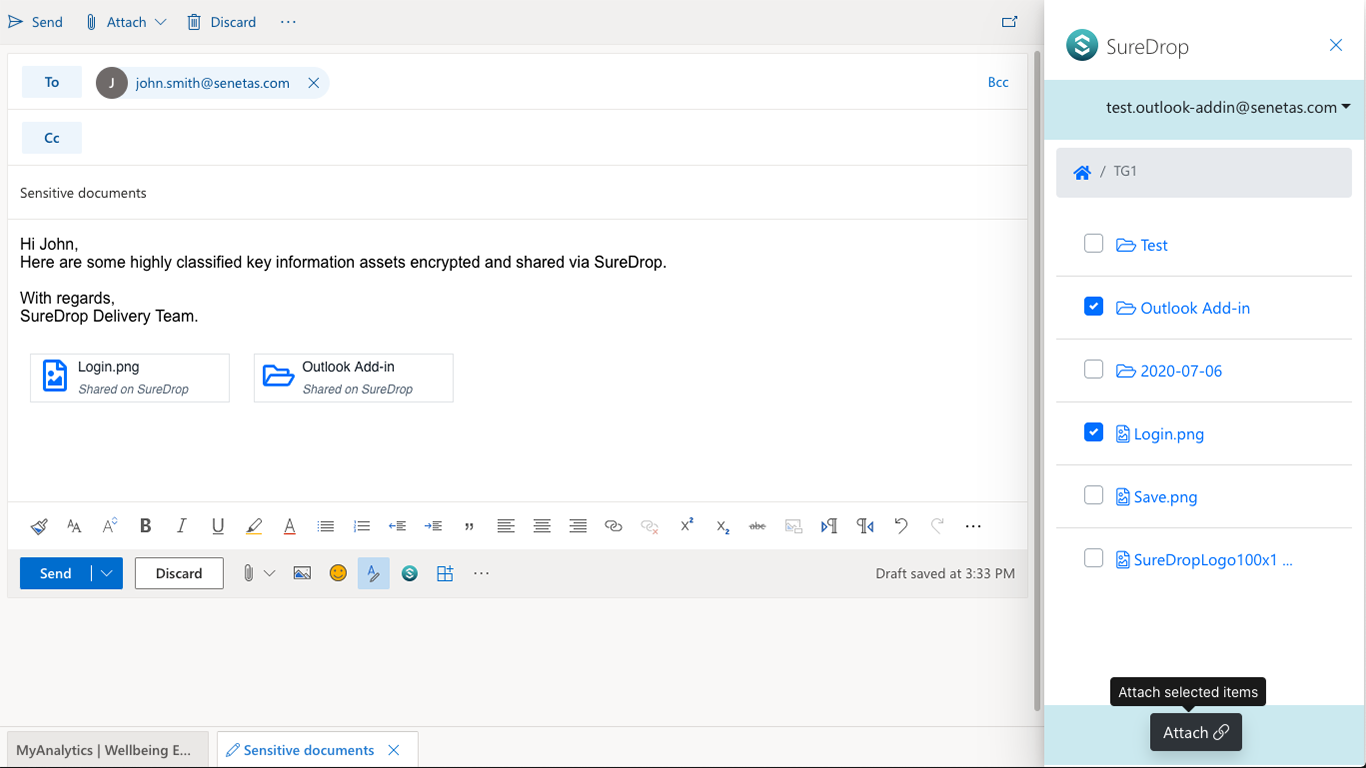 Send Attach Discard
To J john.smith@senetas.com Bcc
Cc
Sensitive documents
Hi John,
Here are some highly classified key information assets encrypted and shared via SureDrop.
With regards,
SureDrop Delivery Team.
Login.png
Shared on SureDrop
Outlook Add-in
Shared on SureDrop
Send Discard Draft saved at 3:33 PM
MyAnalytics | Wellbeing E... Sensitive documents
SureDrop
test.outlook-addin@senetas.com
/ TG1
Test
Outlook Add-in
2020-07-06
Login.png
Save.png
SureDropLogo100x1 ...
Attach selected items
Attach